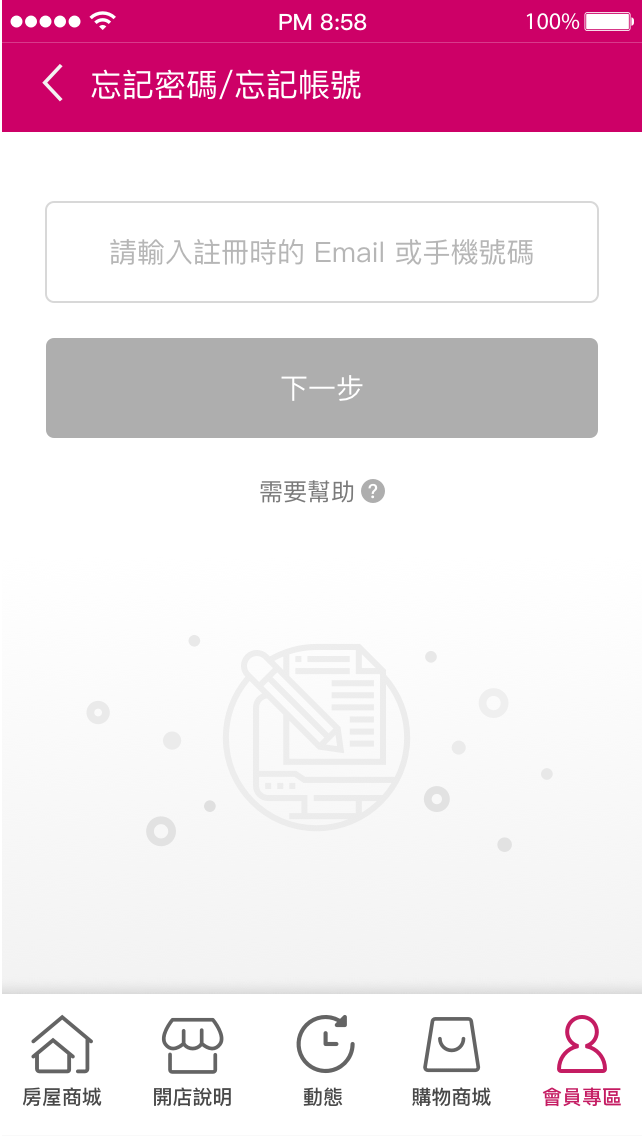 PM 8:58
100%
忘記密碼/忘記帳號
請輸入註冊時的 Email 或手機號碼
下一步
需要幫助 ?
房屋商城
開店說明
動態
購物商城
會員專區